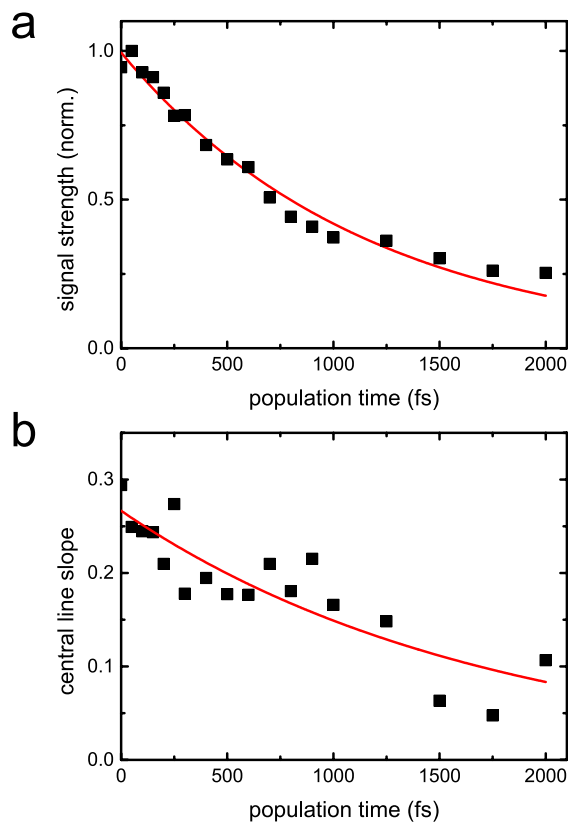 a
1.0
0.5
0.0
signal strength (norm.)
0 500 1000 1500 2000
population time (fs)
b
0.3
0.2
0.1
0.0
central line slope
0 500 1000 1500 2000
population time (fs)